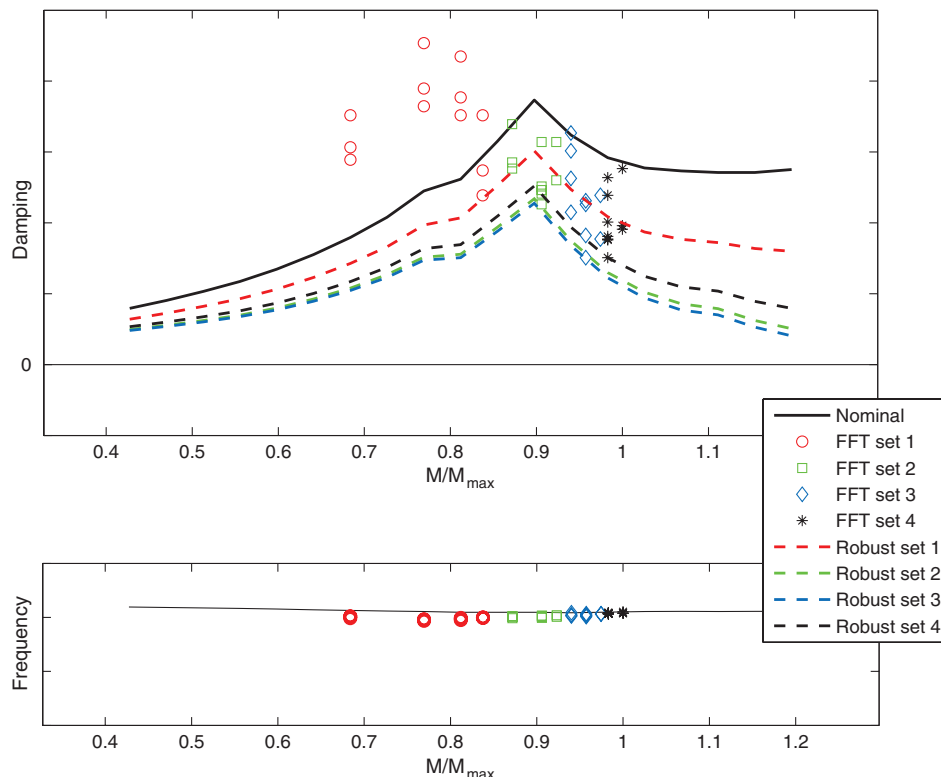 Damping
0
0.4 0.5 0.6 0.7 0.8 0.9 1 1.1
M/M_max
Nominal
FFT set 1
FFT set 2
FFT set 3
FFT set 4
Robust set 1
Robust set 2
Robust set 3
Robust set 4
Frequency
0.4 0.5 0.6 0.7 0.8 0.9 1 1.1 1.2
M/M_max